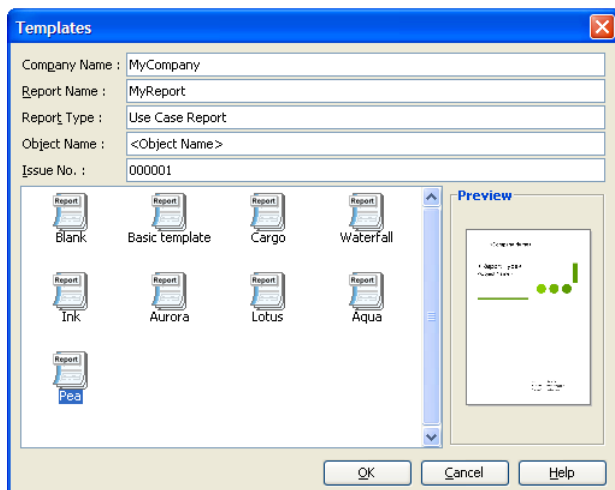 Templates
Company Name : MyCompany
Report Name : MyReport
Report Type : Use Case Report
Object Name : <Object Name>
Issue No. : 000001
Preview
Report Report Report Report
Blank Basic template Cargo Waterfall
<Company Name>
Report Report Report Report
Ink Aurora Lotus Aqua
Report
Pea
OK Cancel Help